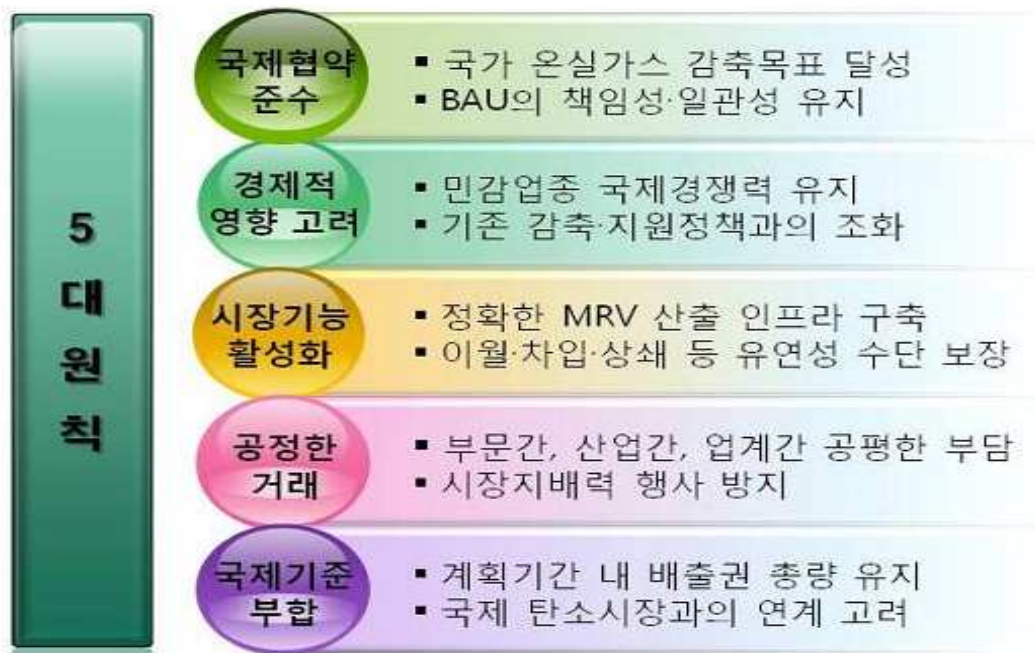 5
대
원
칙
국제협약
준수
▪ 국가 온실가스 감축목표 달성
▪ BAU의 책임성·일관성 유지
경제적
영향 고려
▪ 민감업종 국제경쟁력 유지
▪ 기존 감축·지원정책과의 조화
시장기능
활성화
▪ 정확한 MRV 산출 인프라 구축
▪ 이월·차입·상쇄 등 유연성 수단 보장
공정한
거래
▪ 부문간, 산업간, 업계간 공평한 부담
▪ 시장지배력 행사 방지
국제기준
부합
▪ 계획기간 내 배출권 총량 유지
▪ 국제 탄소시장과의 연계 고려